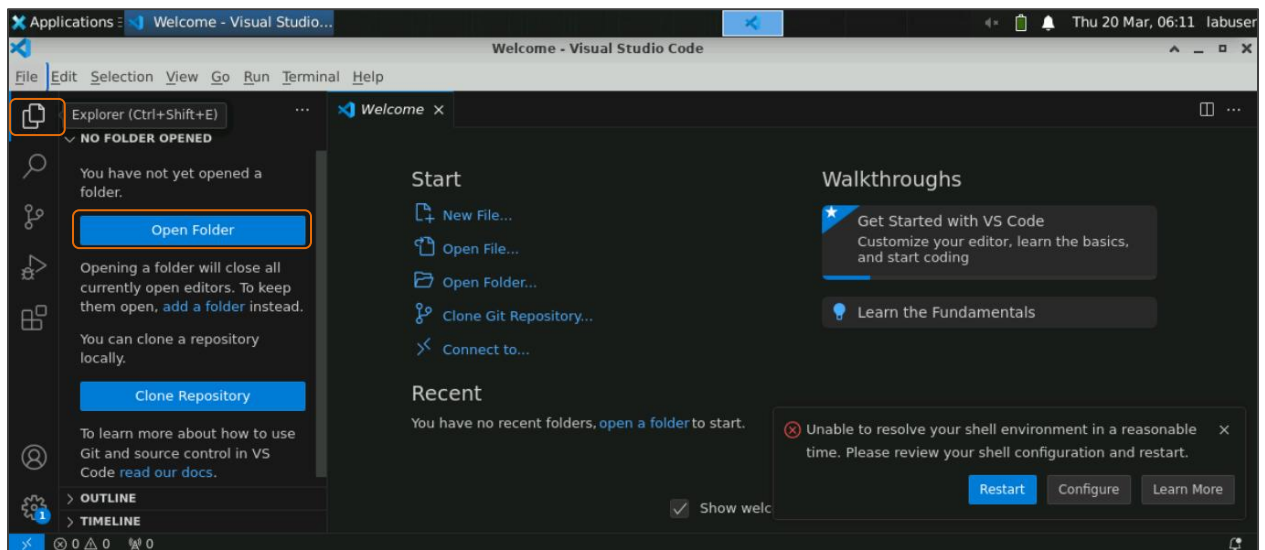 Applications
Welcome - Visual Studio...
Thu 20 Mar, 06:11 labuser
Welcome - Visual Studio Code
File Edit Selection View Go Run Terminal Help
Explorer (Ctrl+Shift+E)
...
Welcome
...
NO FOLDER OPENED
You have not yet opened a
folder.
Open Folder
Opening a folder will close all
currently open editors. To keep
them open, add a folder instead.
You can clone a repository
locally.
Clone Repository
To learn more about how to use
Git and source control in VS
Code read our docs.
OUTLINE
TIMELINE
1
0 0 0
Start
New File...
Open File...
Open Folder...
Clone Git Repository...
Connect to...
Recent
You have no recent folders, open a folder to start.
Walkthroughs
Get Started with VS Code
Customize your editor, learn the basics,
and start coding
Learn the Fundamentals
Show welc
Unable to resolve your shell environment in a reasonable
time. Please review your shell configuration and restart.
Restart Configure Learn More